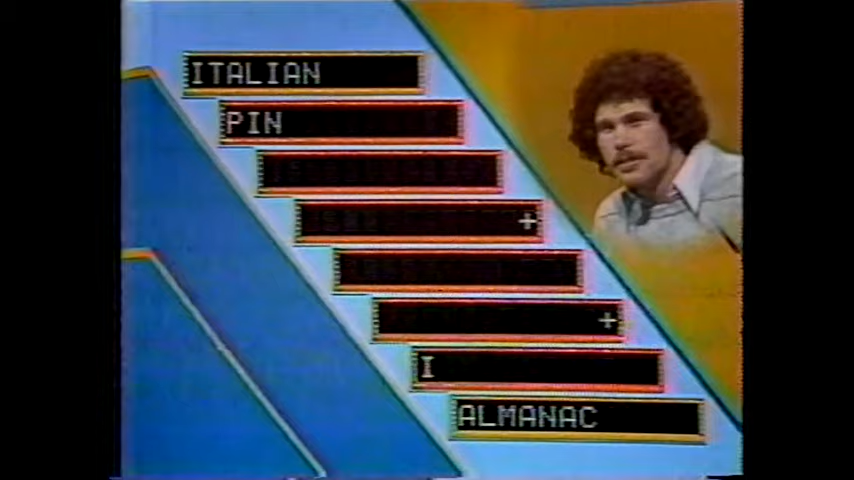 ITALIAN
PIN
+
+
I
ALMANAC